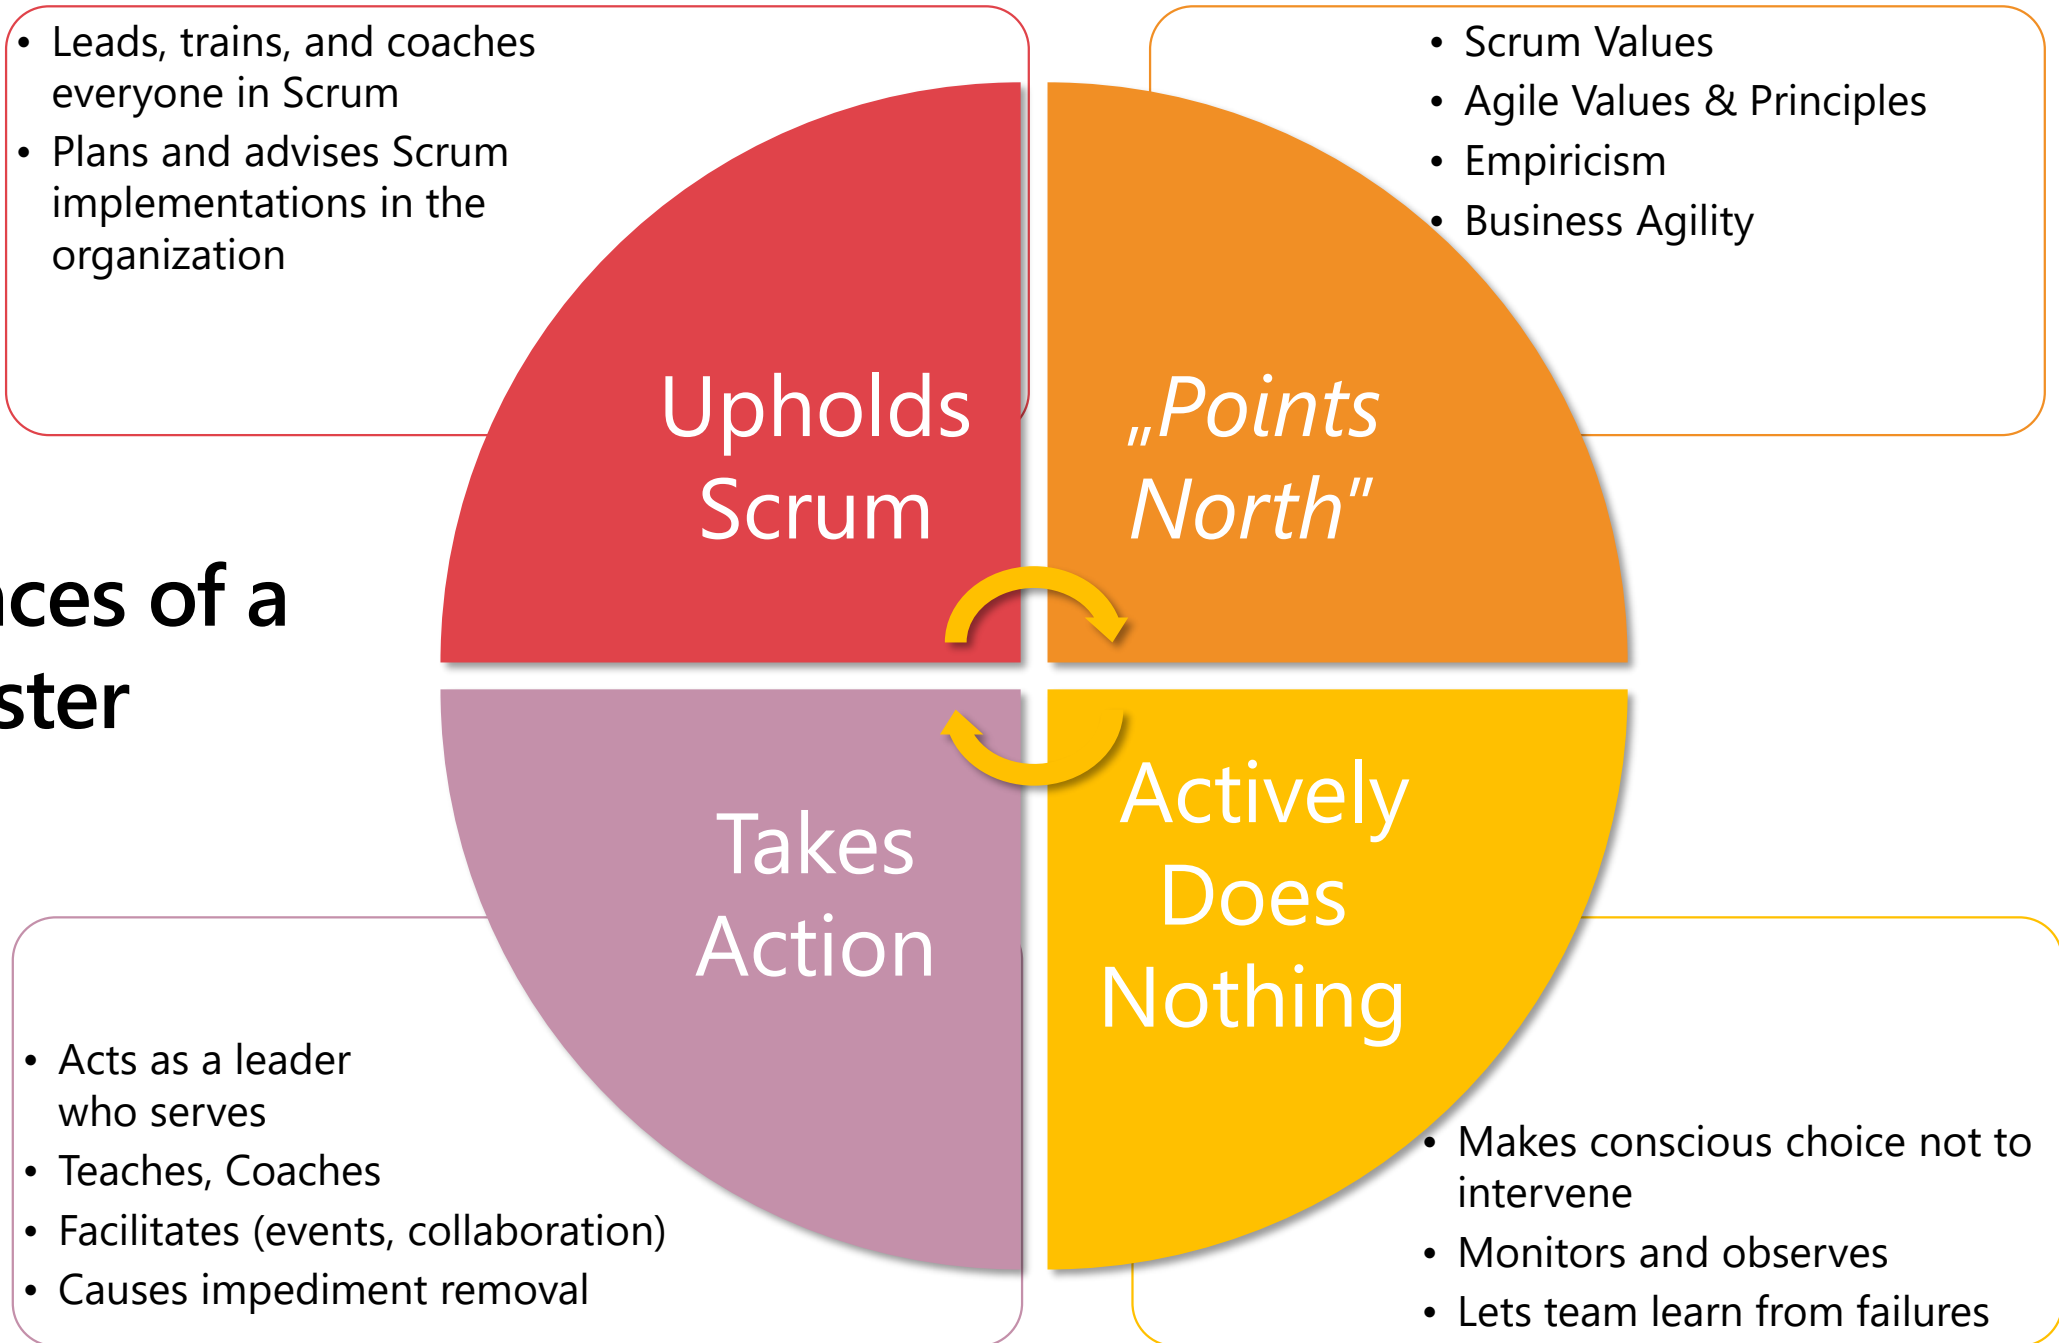 • Leads, trains, and coaches
everyone in Scrum
• Plans and advises Scrum
implementations in the
organization
• Scrum Values
• Agile Values & Principles
• Empiricism
• Business Agility
Upholds
Scrum
„Points
North"
of a
Takes
Action
Actively
Does
Nothing
• Acts as a leader
who serves
• Teaches, Coaches
• Facilitates (events, collaboration)
• Causes impediment removal
• Makes conscious choice not to
intervene
• Monitors and observes
• Lets team learn from failures